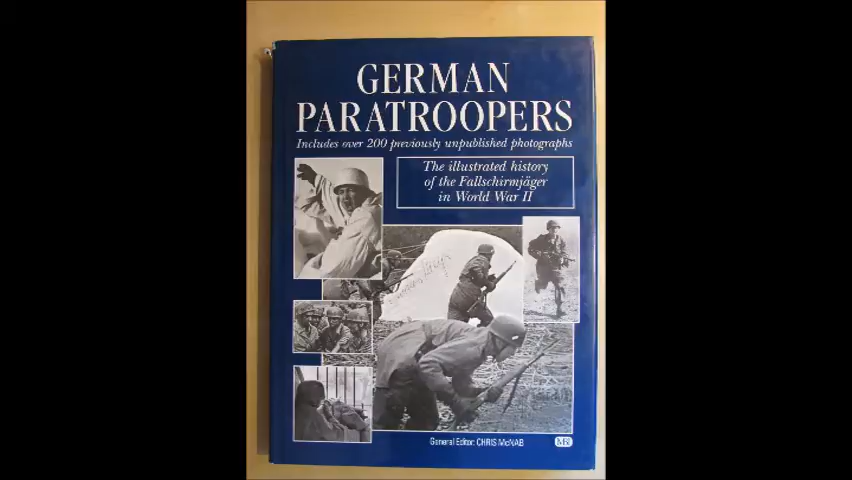 GERMAN
PARATROOPERS
Includes over 200 previously unpublished photographs
The illustrated history
of the Fallschirmjäger
in World War II
General Editor: CHRIS McNAB
MBI